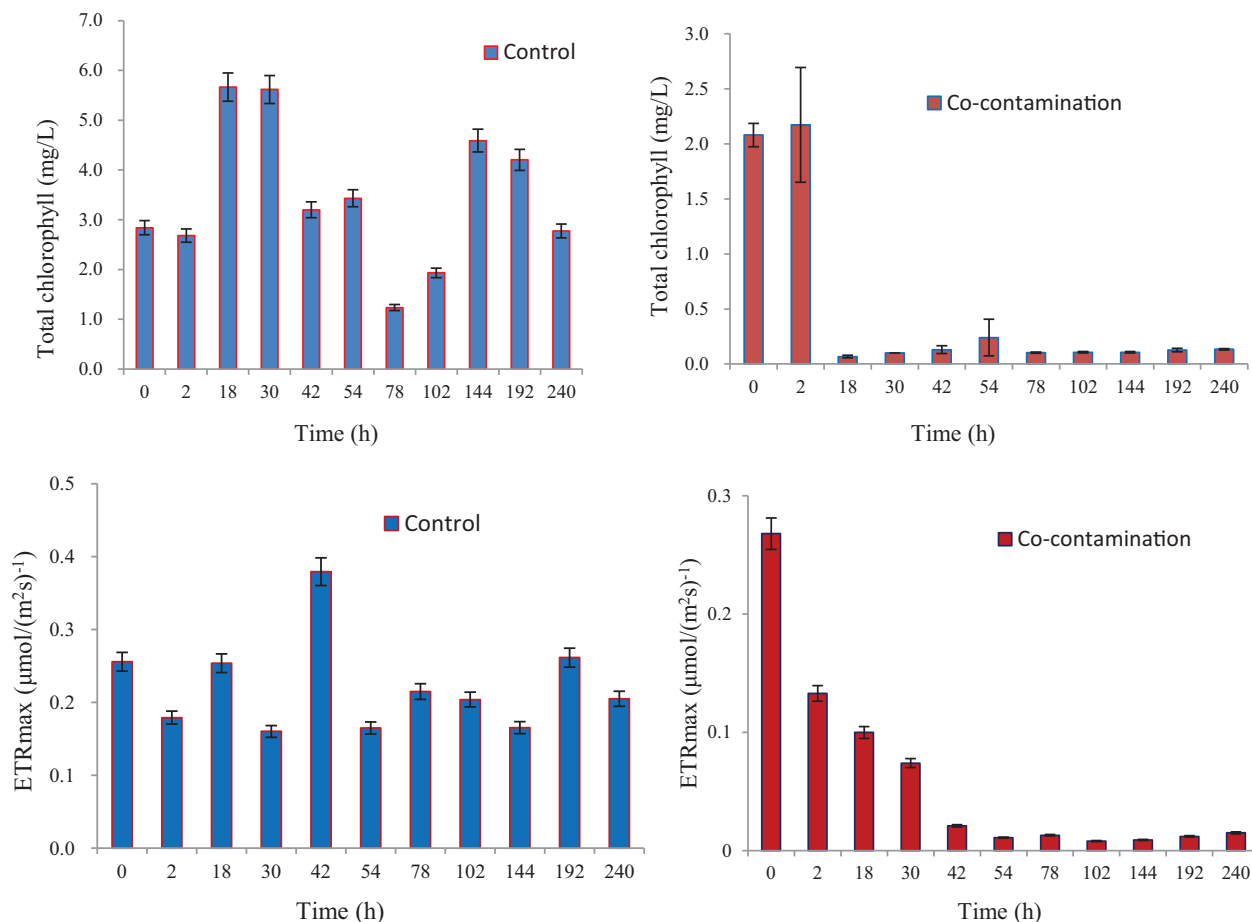 Total chlorophyll (mg/L)
7.0
6.0
5.0
4.0
3.0
2.0
1.0
0.0
Control
0 2 18 30 42 54 78 102 144 192 240
Time (h)
Total chlorophyll (mg/L)
3.0
2.5
2.0
1.5
1.0
0.5
0.0
Co-contamination
0 2 18 30 42 54 78 102 144 192 240
Time (h)
ETRmax (µmol/(m²s)⁻¹)
0.5
0.4
0.3
0.2
0.1
0.0
Control
0 2 18 30 42 54 78 102 144 192 240
Time (h)
ETRmax (µmol/(m²s)⁻¹)
0.3
0.2
0.1
0
Co-contamination
0 2 18 30 42 54 78 102 144 192 240
Time (h)